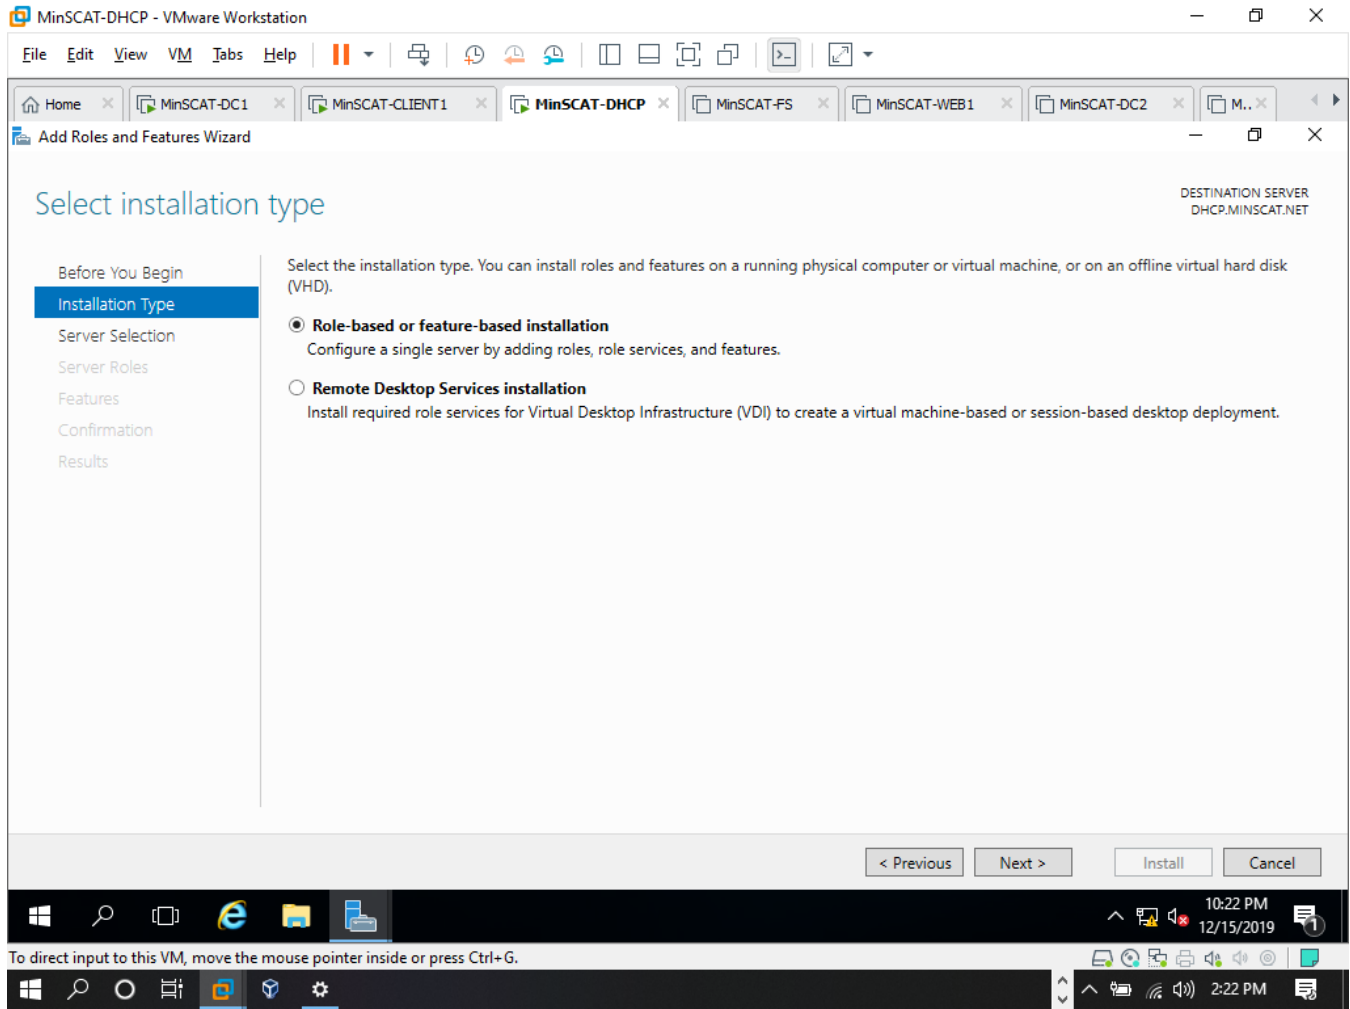 MinSCAT-DHCP - VMware Workstation
File Edit View VM Tabs Help
Home MinSCAT-DC1 MinSCAT-CLIENT1 MinSCAT-DHCP MinSCAT-FS MinSCAT-WEB1 MinSCAT-DC2 M...
Add Roles and Features Wizard
Select installation type
DESTINATION SERVER
DHCP.MINSCAT.NET
Before You Begin
Installation Type
Server Selection
Server Roles
Features
Confirmation
Results
Select the installation type. You can install roles and features on a running physical computer or virtual machine, or on an offline virtual hard disk
(VHD).
Role-based or feature-based installation
Configure a single server by adding roles, role services, and features.
Remote Desktop Services installation
Install required role services for Virtual Desktop Infrastructure (VDI) to create a virtual machine-based or session-based desktop deployment.
< Previous Next > Install Cancel
10:22 PM
12/15/2019
1
To direct input to this VM, move the mouse pointer inside or press Ctrl+G.
2:22 PM